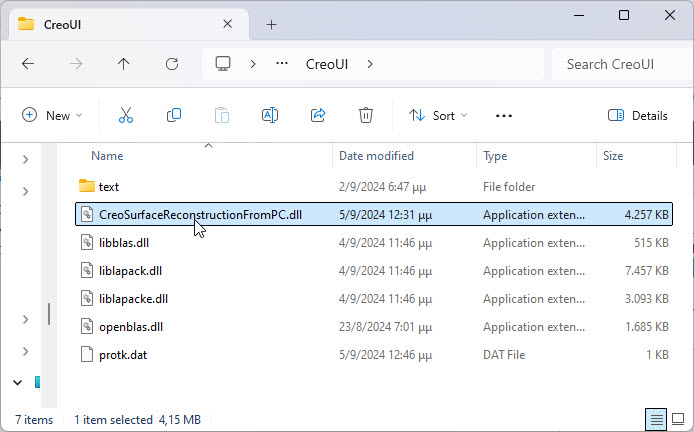 CreoUI
CreoUI
Search CreoUI
New
Sort
Details
Name Date modified Type Size
text 2/9/2024 6:47 μμ File folder
CreoSurfaceReconstructionFromPC.dll 5/9/2024 12:31 μμ Application exten... 4.257 KB
libblas.dll 4/9/2024 11:46 μμ Application exten... 515 KB
liblapack.dll 4/9/2024 11:46 μμ Application exten... 7.457 KB
liblapacke.dll 4/9/2024 11:46 μμ Application exten... 3.093 KB
openblas.dll 23/8/2024 7:01 μμ Application exten... 1.685 KB
protk.dat 5/9/2024 12:46 μμ DAT File 1 KB
7 items 1 item selected 4,15 MB